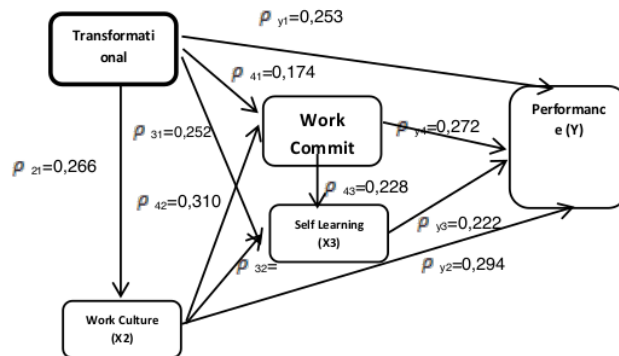 Transformati
onal
ρ y1=0,253
ρ 41=0,174
Work
Commit
Performanc
e (Y)
ρ y4=0,272
ρ 31=0,252
ρ 21=0,266
ρ 42=0,310
ρ 43=0,228
Self Learning
(X3)
ρ y3=0,222
ρ 32=
ρ y2=0,294
Work Culture
(X2)